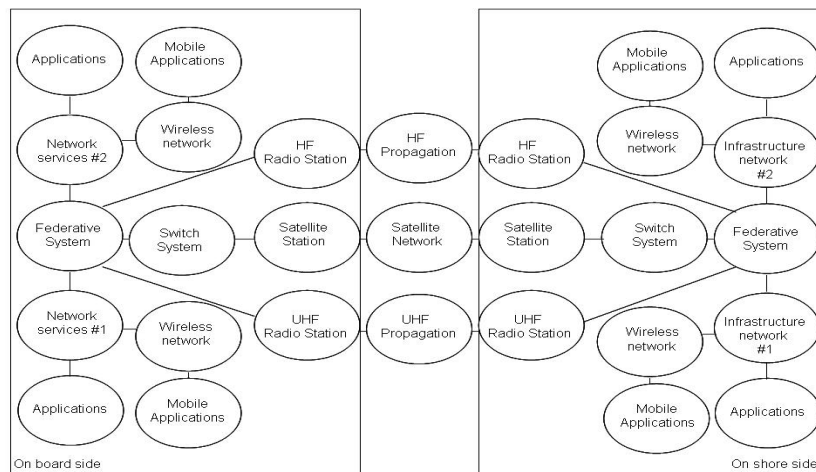 Applications
Mobile
Applications
Network
services #2
Wireless
network
HF
Radio Station
HF
Propagation
HF
Radio Station
Mobile
Applications
Applications
Wireless
network
Infrastructure
network
#2
Federative
System
Switch
System
Satellite
Station
Satellite
Network
Satellite
Station
Switch
System
Federative
System
Network
services #1
Wireless
network
UHF
Radio Station
UHF
Propagation
UHF
Radio Station
Wireless
network
Infrastructure
network
#1
Applications
Mobile
Applications
Mobile
Applications
Applications
On board side
On shore side